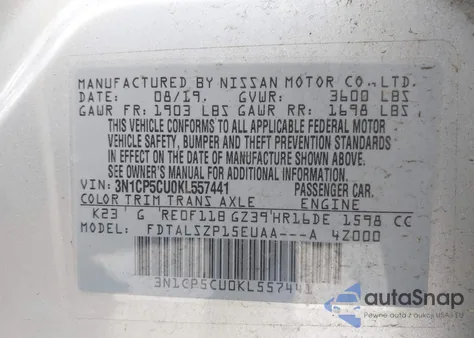 MANUFACTURED BY NISSAN MOTOR CO.,LTD.
DATE: 08/19. GVWR: 3600 LBS
GAWR FR: 1903 LBS GAWR RR: 1698 LBS
THIS VEHICLE CONFORMS TO ALL APPLICABLE FEDERAL MOTOR
VEHICLE SAFETY, BUMPER AND THEFT PREVENTION STANDARDS
IN EFFECT ON THE DATE OF MANUFACTURE SHOWN ABOVE.
SEE OWNER'S MANUAL FOR ADDITIONAL INFORMATION.
VIN: 3N1CP5CU0KL557441 PASSENGER CAR.
COLOR TRIM TRANS AXLE ENGINE
K23 G RE0F11B GZ39 HR16DE 1598 CC
MODEL: FDTALSZP15EUAA---A 4Z000
3N1CP5CU0KL557441
autoSnap